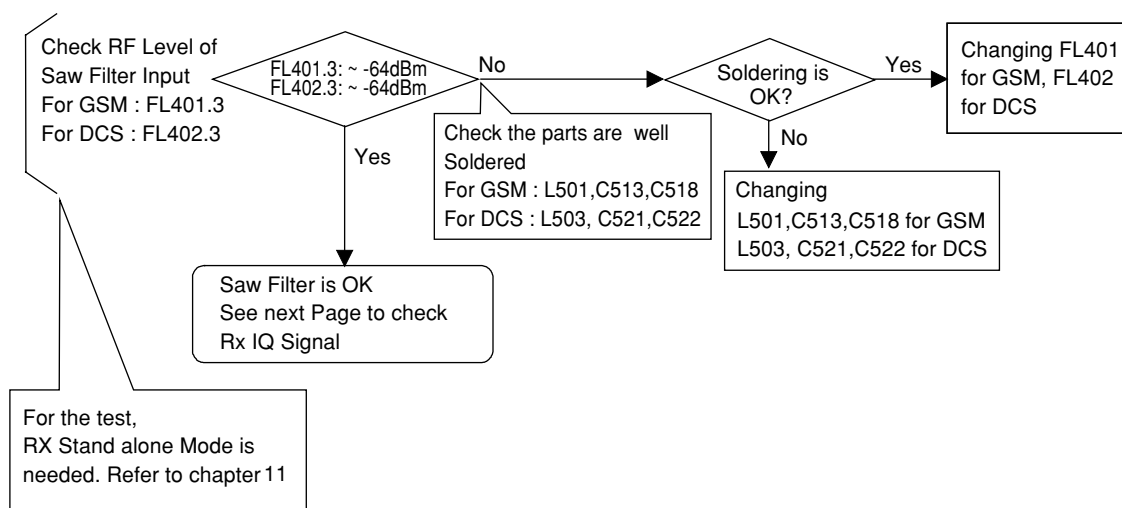 Check RF Level of
Saw Filter Input
For GSM : FL401.3
For DCS : FL402.3
FL401.3: ~ -64dBm
FL402.3: ~ -64dBm
No
Soldering is
OK?
Yes
Changing FL401
for GSM, FL402
for DCS
Check the parts are well
Soldered
For GSM : L501,C513,C518
For DCS : L503, C521,C522
Yes
No
Changing
L501,C513,C518 for GSM
L503, C521,C522 for DCS
Saw Filter is OK
See next Page to check
Rx IQ Signal
For the test,
RX Stand alone Mode is
needed. Refer to chapter 11